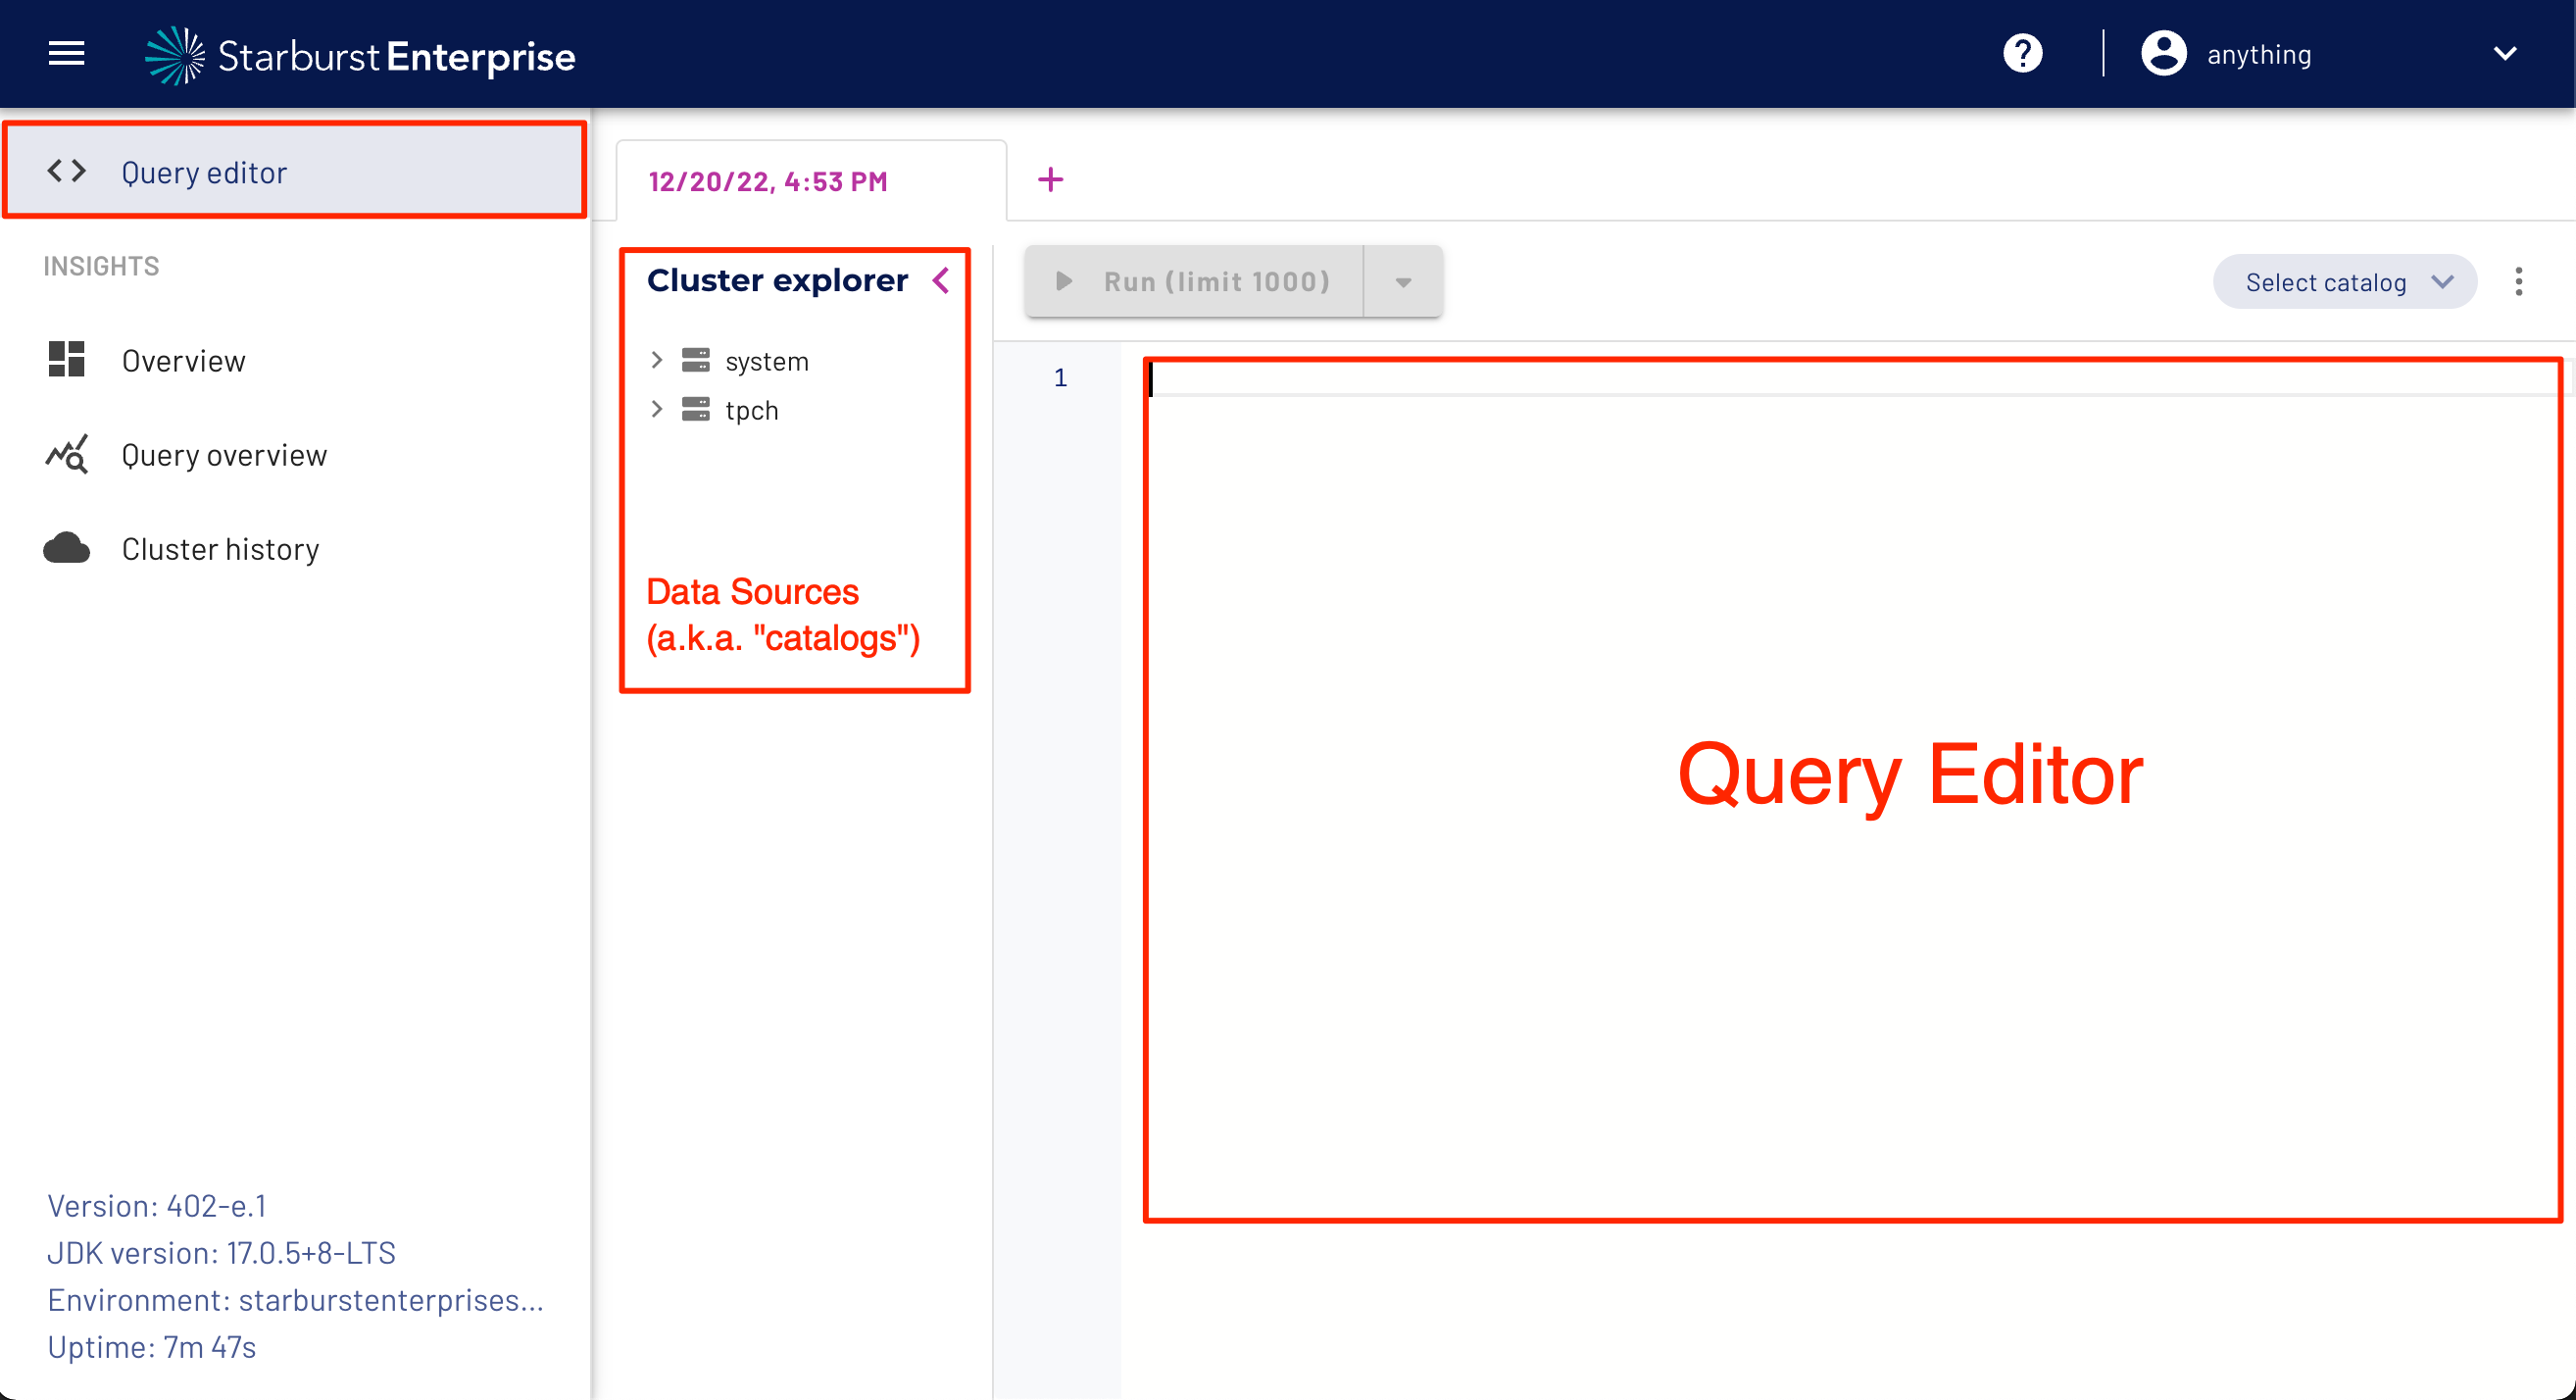 Starburst Enterprise
anything
Query editor
12/20/22, 4:53 PM
INSIGHTS
Overview
Query overview
Cluster history
Cluster explorer
system
tpch
Data Sources
(a.k.a. "catalogs")
Run (limit 1000)
Select catalog
1
Query Editor
Version: 402-e.1
JDK version: 17.0.5+8-LTS
Environment: starburstenterprises...
Uptime: 7m 47s